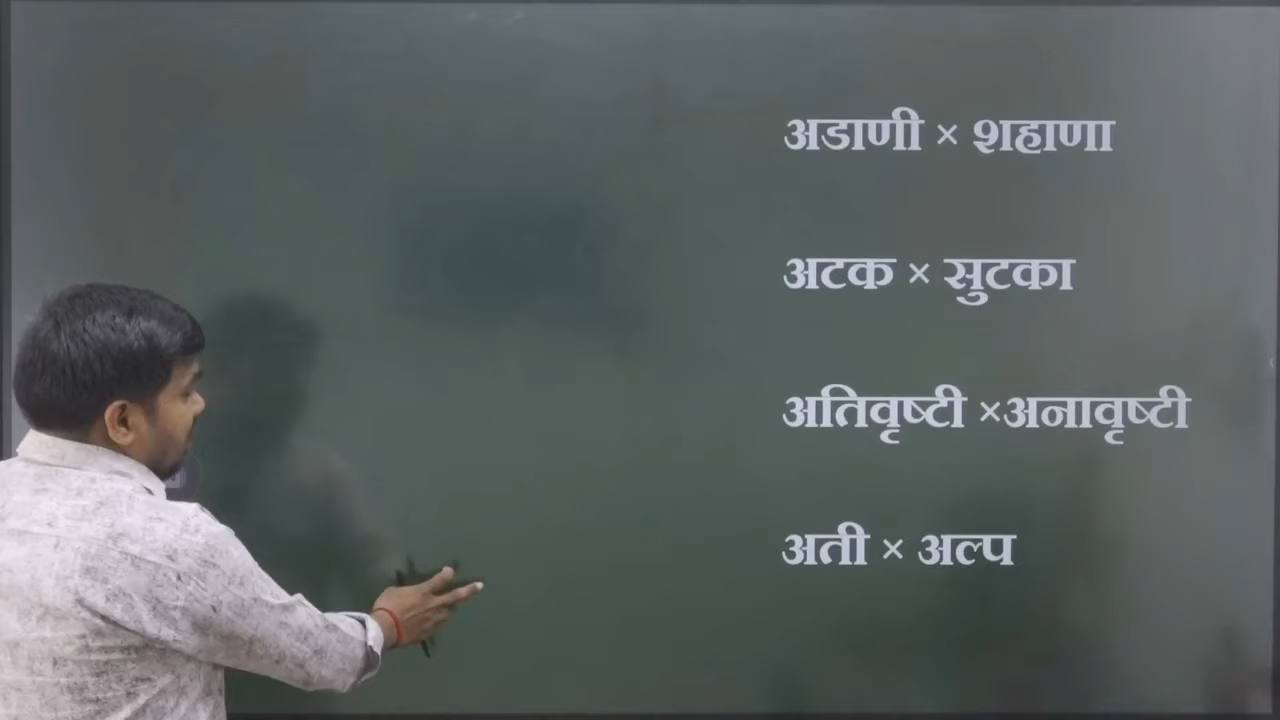 अडाणी × शहाणा
अटक × सुटका
अतिवृष्टी ×अनावृष्टी
अती × अल्प